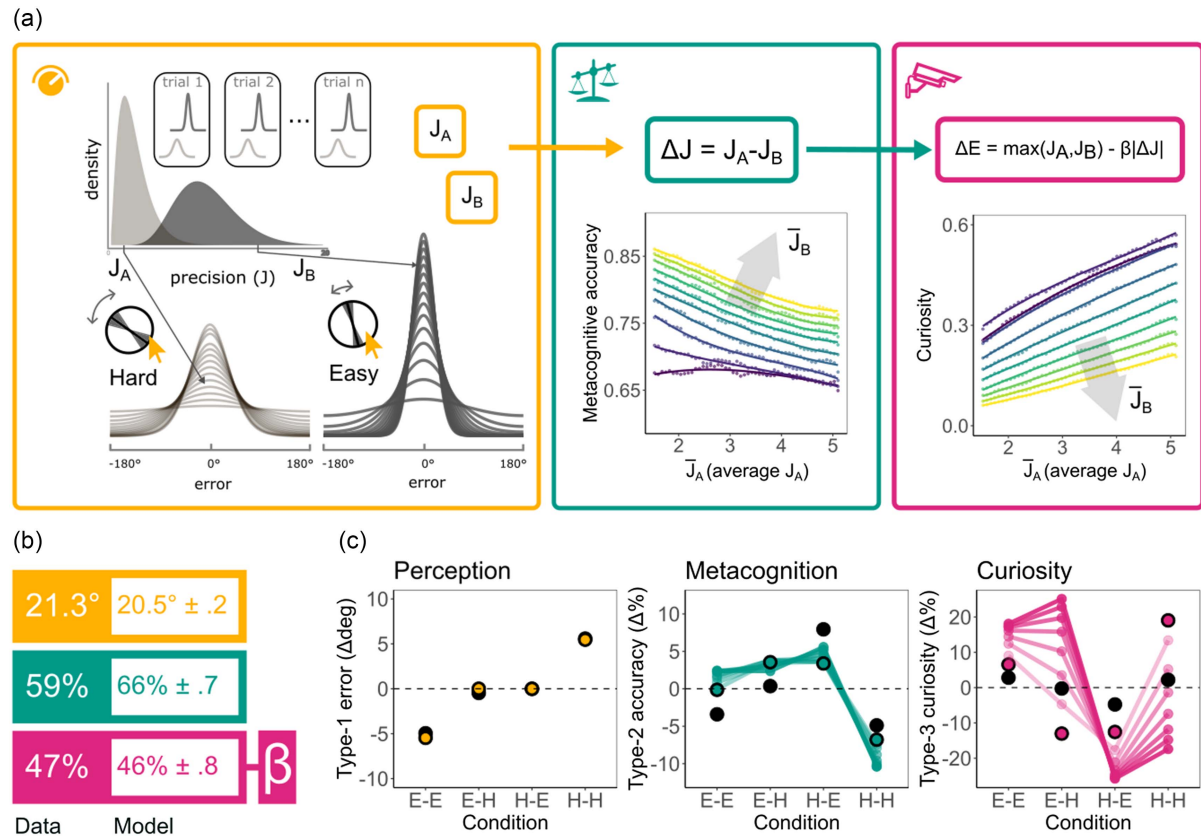 (a)
trial 1
trial 2
...
trial n
density
J_A
J_B
precision (J)
Hard
Easy
-180°
0°
180°
error
-180°
0°
180°
error
J_A
J_B
ΔJ = J_A-J_B
Metacognitive accuracy
0.85
0.75
0.65
J̅_B
2
3
4
5
J̅_A (average J_A)
ΔE = max(J_A,J_B) - β|ΔJ|
Curiosity
0.6
0.3
0.0
J̅_B
2
3
4
5
J̅_A (average J_A)
(b)
21.3°
20.5° ± .2
59%
66% ± .7
47%
46% ± .8
β
Data
Model
(c)
Perception
Type-1 error (Δdeg)
10
5
0
-5
-10
E-E
E-H
H-E
H-H
Condition
Metacognition
Type-2 accuracy (Δ%)
10
5
0
-5
-10
E-E
E-H
H-E
H-H
Condition
Curiosity
Type-3 curiosity (Δ%)
20
10
0
-10
-20
E-E
E-H
H-E
H-H
Condition